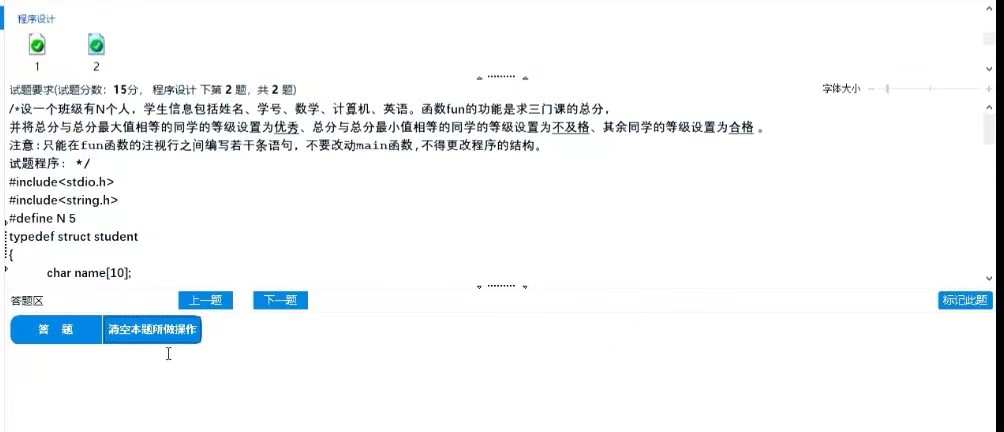 程序设计
1
2
试题要求(试题分数: 15分, 程序设计 下第 2 题, 共 2 题)
字体大小
/*设一个班级有N个人，学生信息包括姓名、学号、数学、计算机、英语。函数fun的功能是求三门课的总分，
并将总分与总分最大值相等的同学的等级设置为优秀、总分与总分最小值相等的同学的等级设置为不及格、其余同学的等级设置为合格 。
注意:只能在fun函数的注视行之间编写若干条语句，不要改动main函数,不得更改程序的结构。
试题程序： */
#include<stdio.h>
#include<string.h>
#define N 5
typedef struct student
{
char name[10];
答题区
上一题
下一题
标记此题
答 题
清空本题所做操作